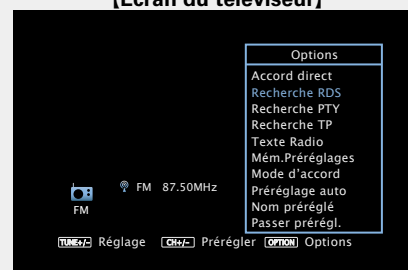 【Écran du téléviseur】
Options
Accord direct
Recherche RDS
Recherche PTY
Recherche TP
Texte Radio
Mém.Préréglages
Mode d'accord
Préréglage auto
Nom préréglé
Passer prérégl.
FM 87.50MHz
FM
TUNE+/- Réglage CH+/- Prérégler OPTION Options